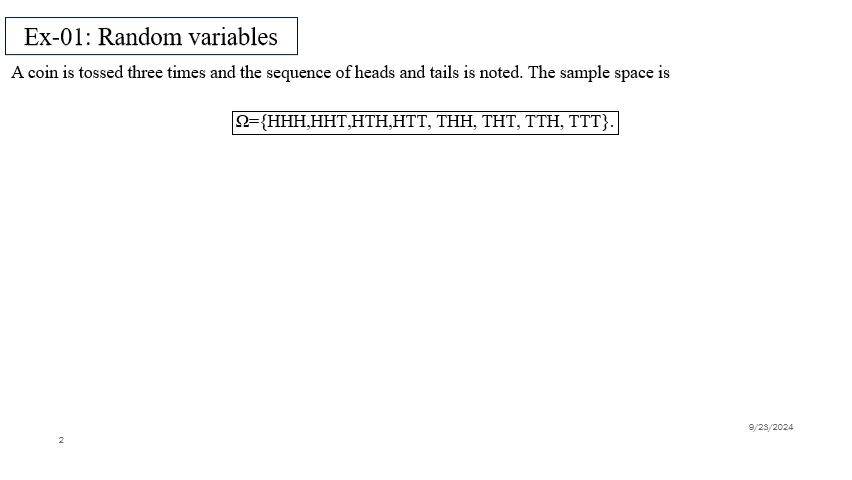 Ex-01: Random variables
A coin is tossed three times and the sequence of heads and tails is noted. The sample space is
Ω={HHH,HHT,HTH,HTT, THH, THT, TTH, TTT}.
9/23/2024
2